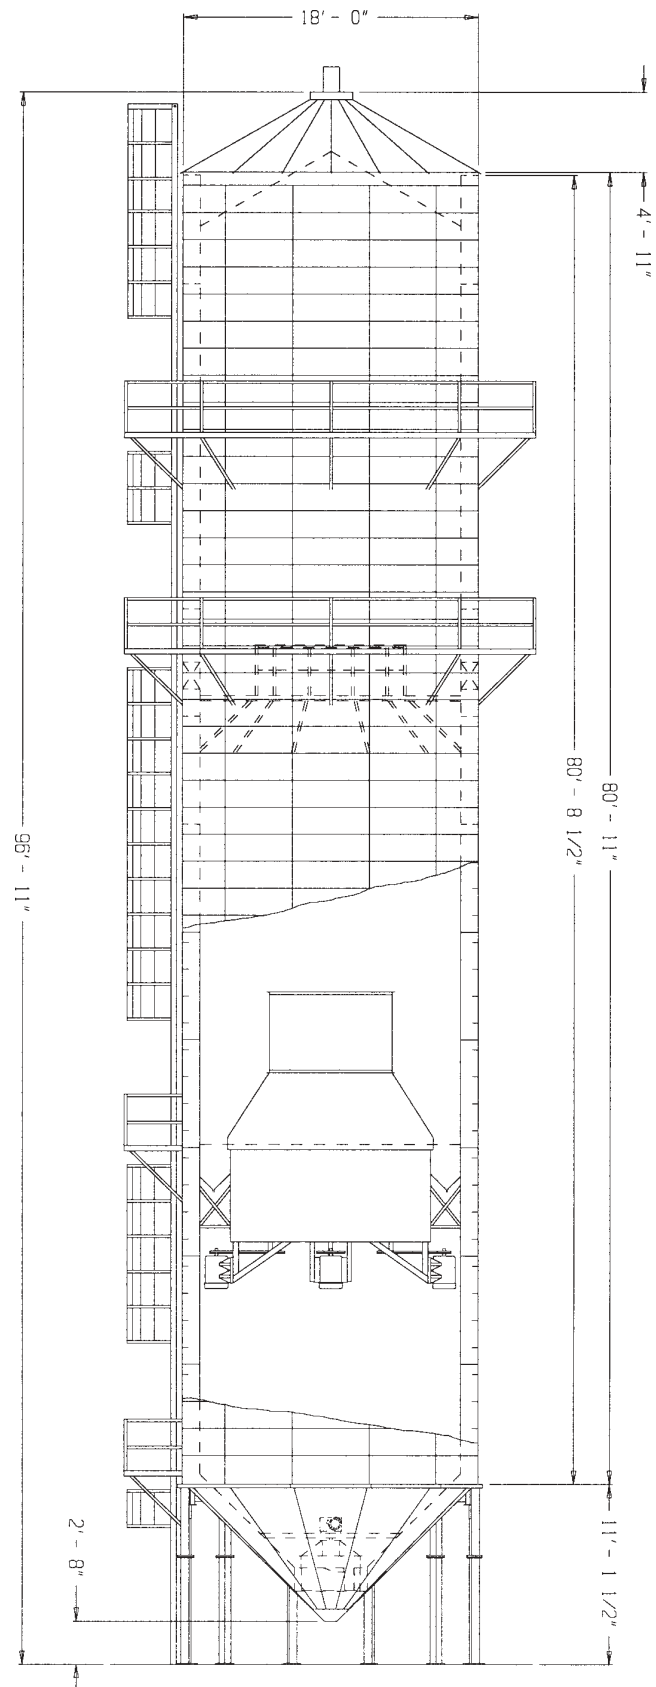 18' - 0"
4' - 11"
80' - 8 1/2"
80' - 11"
96' - 11"
2' - 8"
11' - 1 1/2"